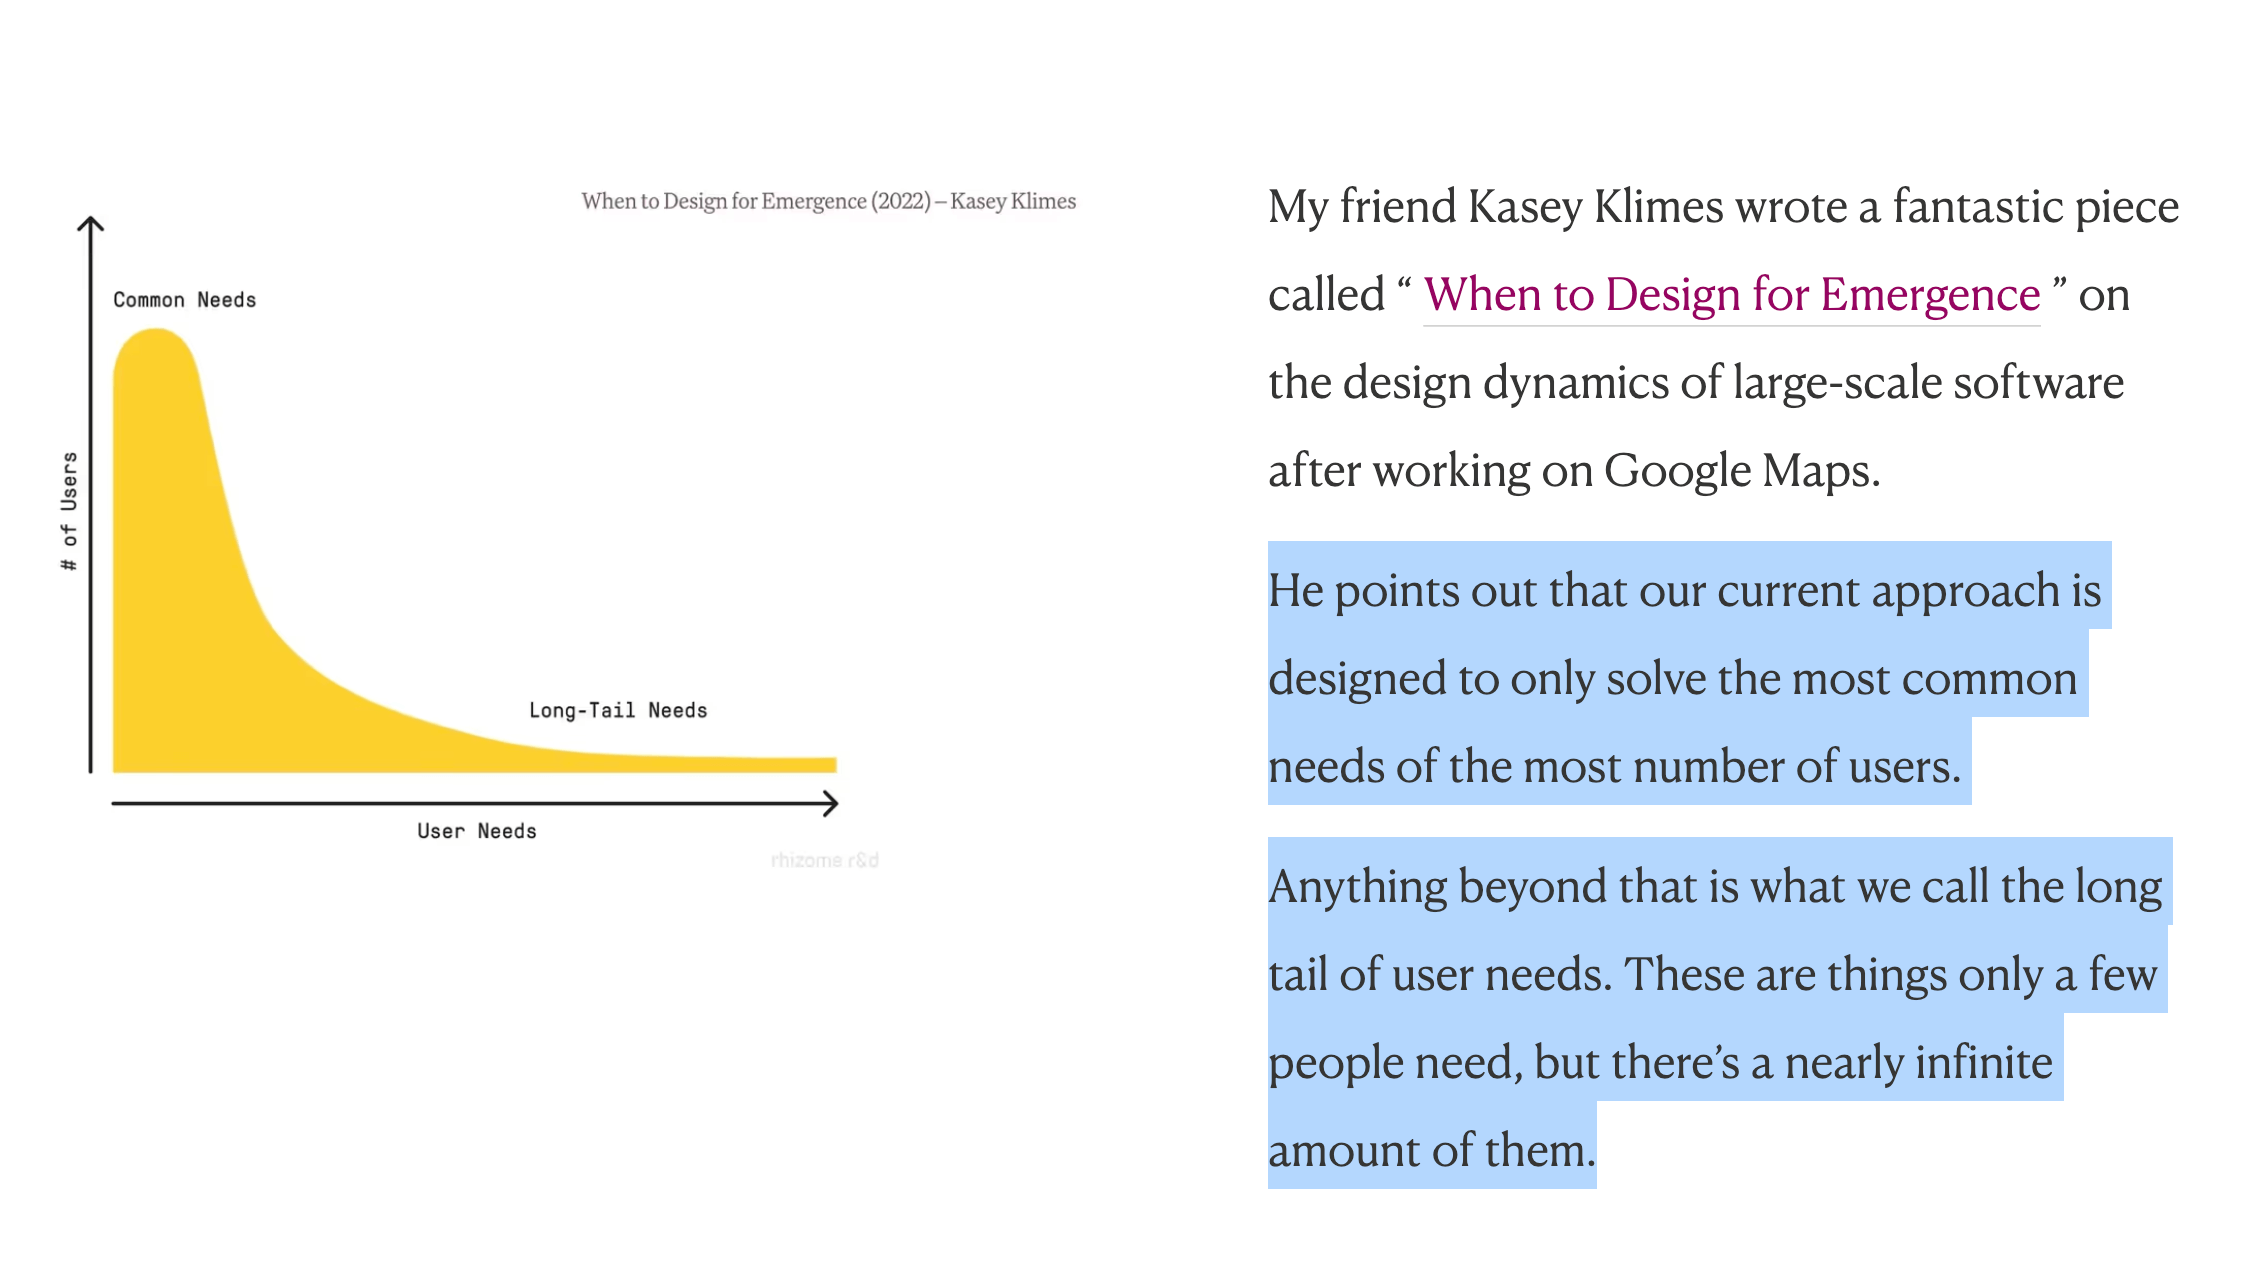 When to Design for Emergence (2022) – Kasey Klimes
Common Needs
# of Users
Long-Tail Needs
User Needs
rhizome r&d
My friend Kasey Klimes wrote a fantastic piece
called “ When to Design for Emergence ” on
the design dynamics of large-scale software
after working on Google Maps.
He points out that our current approach is
designed to only solve the most common
needs of the most number of users.
Anything beyond that is what we call the long
tail of user needs. These are things only a few
people need, but there’s a nearly infinite
amount of them.